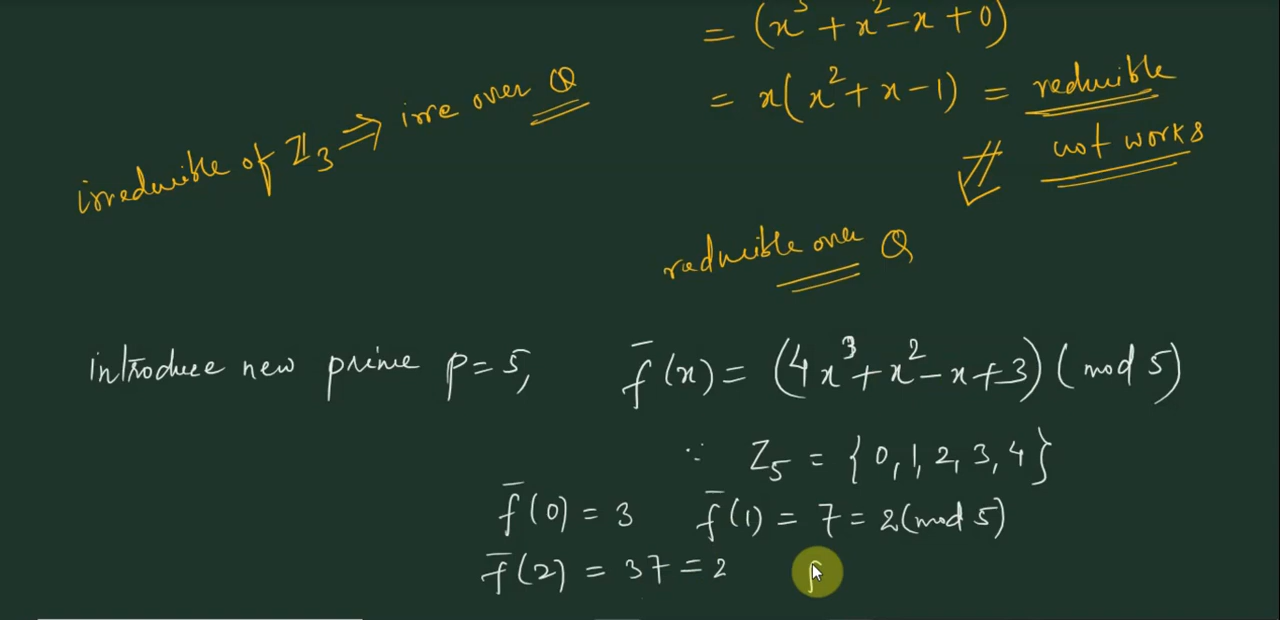 = (x³ + x² - x + 0)
= x(x² + x - 1) = reducible
not works
irreducible of Z₃ ⇒ irre over Q
reducible over Q
introduce new prime p = 5, f̄(x) = (4x³ + x² - x + 3) (mod 5)
∵ Z₅ = {0, 1, 2, 3, 4}
f̄(0) = 3 f̄(1) = 7 = 2 (mod 5)
f̄(2) = 37 = 2 f